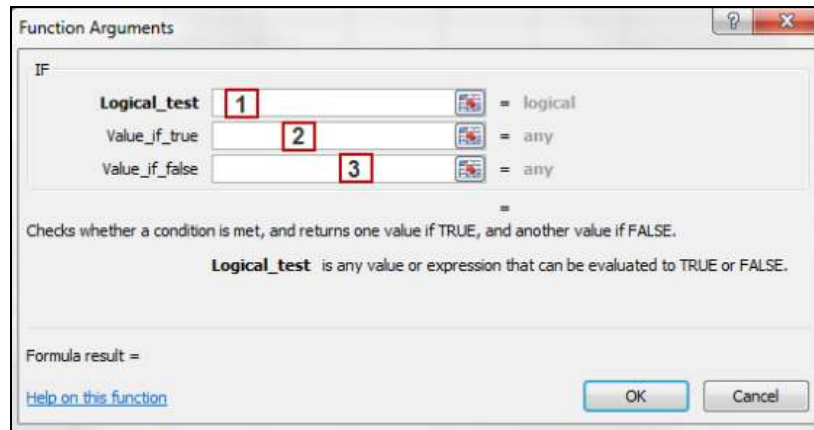 Function Arguments ? X
IF
Logical_test 1 = logical
Value_if_true 2 = any
Value_if_false 3 = any
=
Checks whether a condition is met, and returns one value if TRUE, and another value if FALSE.
Logical_test is any value or expression that can be evaluated to TRUE or FALSE.
Formula result =
Help on this function OK Cancel